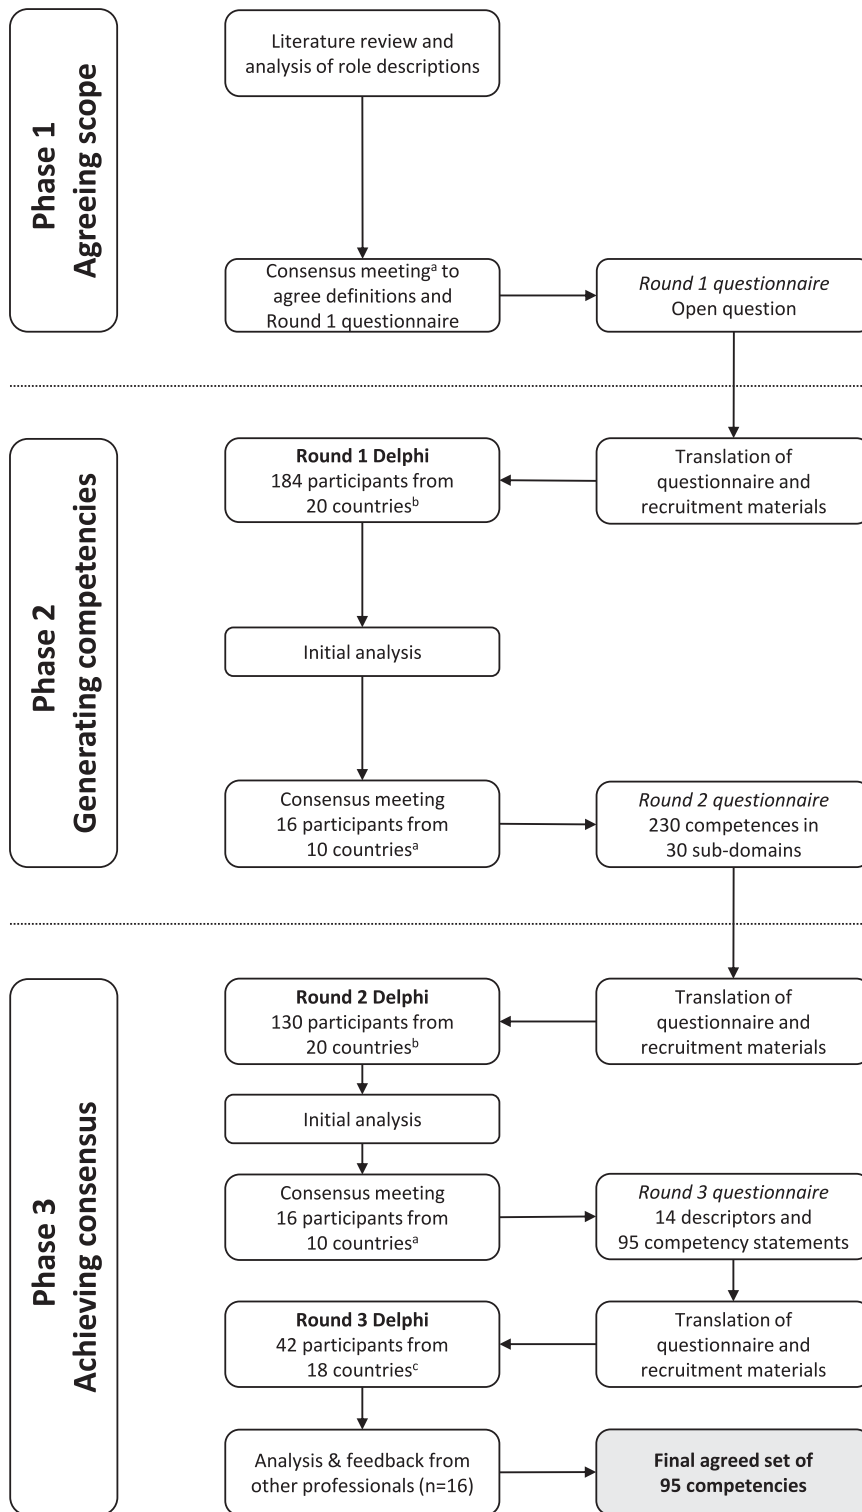 Phase 1
Agreeing scope
Literature review and
analysis of role descriptions
Consensus meetingᵃ to
agree definitions and
Round 1 questionnaire
Round 1 questionnaire
Open question
Phase 2
Generating competencies
Round 1 Delphi
184 participants from
20 countriesᵇ
Translation of
questionnaire and
recruitment materials
Initial analysis
Consensus meeting
16 participants from
10 countriesᵃ
Round 2 questionnaire
230 competences in
30 sub-domains
Phase 3
Achieving consensus
Round 2 Delphi
130 participants from
20 countriesᵇ
Translation of
questionnaire and
recruitment materials
Initial analysis
Consensus meeting
16 participants from
10 countriesᵃ
Round 3 questionnaire
14 descriptors and
95 competency statements
Round 3 Delphi
42 participants from
18 countriesᶜ
Translation of
questionnaire and
recruitment materials
Analysis & feedback from
other professionals (n=16)
Final agreed set of
95 competencies